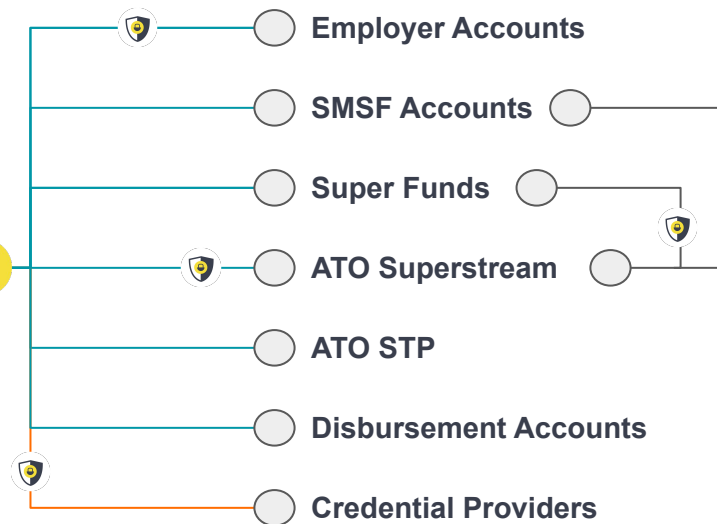 Employer Accounts
SMSF Accounts
Super Funds
ATO Superstream
ATO STP
Disbursement Accounts
Credential Providers